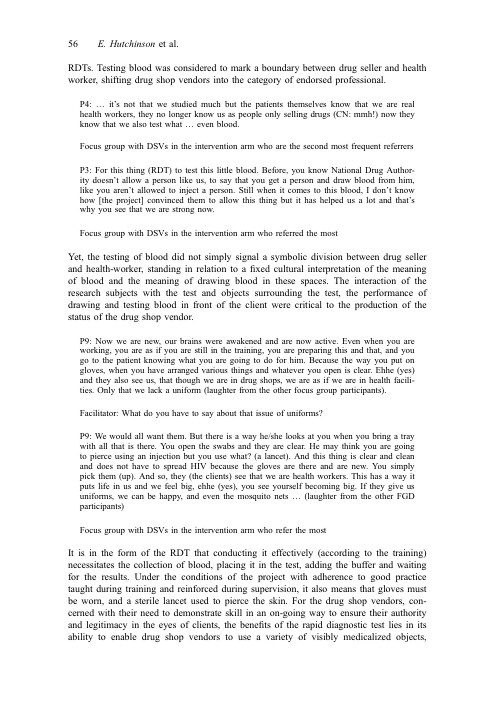 56 E. Hutchinson et al.
RDTs. Testing blood was considered to mark a boundary between drug seller and health
worker, shifting drug shop vendors into the category of endorsed professional.
P4: … it's not that we studied much but the patients themselves know that we are real
health workers, they no longer know us as people only selling drugs (CN: mmh!) now they
know that we also test what … even blood.
Focus group with DSVs in the intervention arm who are the second most frequent referrers
P3: For this thing (RDT) to test this little blood. Before, you know National Drug Author-
ity doesn't allow a person like us, to say that you get a person and draw blood from him,
like you aren't allowed to inject a person. Still when it comes to this blood, I don't know
how [the project] convinced them to allow this thing but it has helped us a lot and that's
why you see that we are strong now.
Focus group with DSVs in the intervention arm who referred the most
Yet, the testing of blood did not simply signal a symbolic division between drug seller
and health-worker, standing in relation to a fixed cultural interpretation of the meaning
of blood and the meaning of drawing blood in these spaces. The interaction of the
research subjects with the test and objects surrounding the test, the performance of
drawing and testing blood in front of the client were critical to the production of the
status of the drug shop vendor.
P9: Now we are new, our brains were awakened and are now active. Even when you are
working, you are as if you are still in the training, you are preparing this and that, and you
go to the patient knowing what you are going to do for him. Because the way you put on
gloves, when you have arranged various things and whatever you open is clear. Ehhe (yes)
and they also see us, that though we are in drug shops, we are as if we are in health facili-
ties. Only that we lack a uniform (laughter from the other focus group participants).
Facilitator: What do you have to say about that issue of uniforms?
P9: We would all want them. But there is a way he/she looks at you when you bring a tray
with all that is there. You open the swabs and they are clear. He may think you are going
to pierce using an injection but you use what? (a lancet). And this thing is clear and clean
and does not have to spread HIV because the gloves are there and are new. You simply
pick them (up). And so, they (the clients) see that we are health workers. This has a way it
puts life in us and we feel big, ehhe (yes), you see yourself becoming big. If they give us
uniforms, we can be happy, and even the mosquito nets … (laughter from the other FGD
participants)
Focus group with DSVs in the intervention arm who refer the most
It is in the form of the RDT that conducting it effectively (according to the training)
necessitates the collection of blood, placing it in the test, adding the buffer and waiting
for the results. Under the conditions of the project with adherence to good practice
taught during training and reinforced during supervision, it also means that gloves must
be worn, and a sterile lancet used to pierce the skin. For the drug shop vendors, con-
cerned with their need to demonstrate skill in an on-going way to ensure their authority
and legitimacy in the eyes of clients, the benefits of the rapid diagnostic test lies in its
ability to enable drug shop vendors to use a variety of visibly medicalized objects,